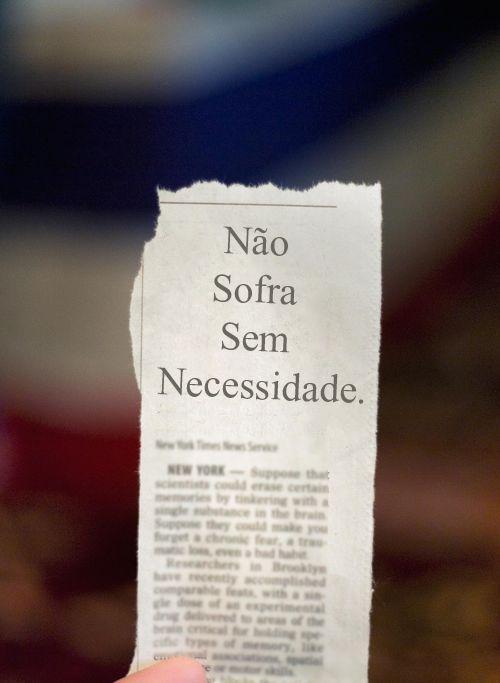 Não
Sofra
Sem
Necessidade.
New York Times News Service
NEW YORK — Suppose that
scientists could erase certain
memories by tinkering with a
single substance in the brain.
Suppose they could make you
forget a chronic fear, a trau-
matic loss, even a bad habit.
Researchers in Brooklyn
have recently accomplished
comparable feats, with a sin-
gle dose of an experimental
drug delivered to areas of the
brain critical for holding spe-
cific types of memory, like
associations, spatial
or motor skills.